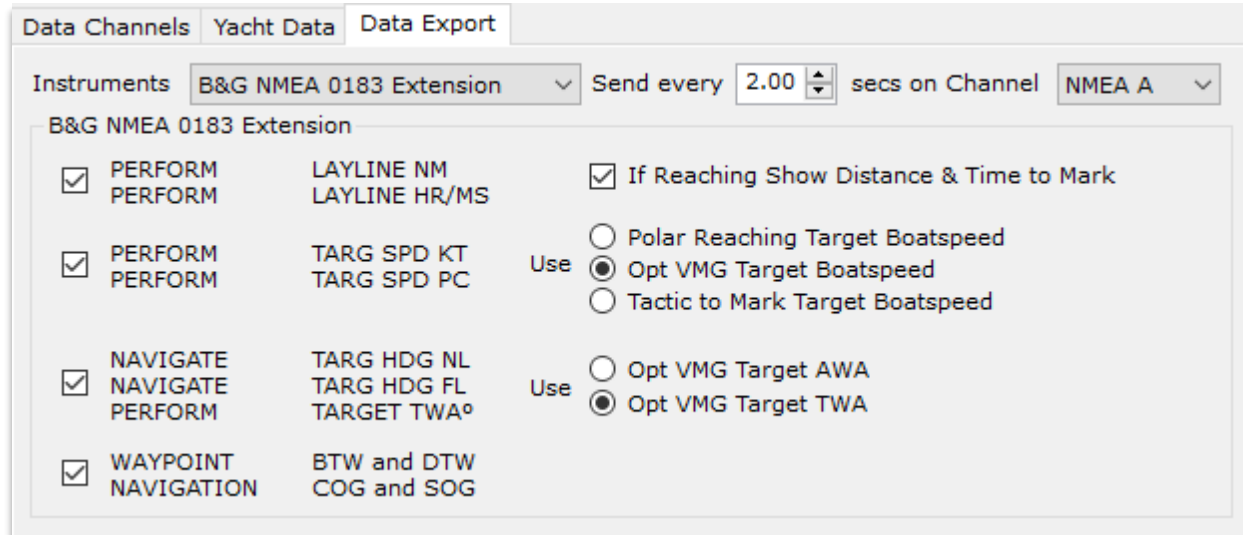 Data Channels Yacht Data Data Export
Instruments B&G NMEA 0183 Extension Send every 2.00 secs on Channel NMEA A
B&G NMEA 0183 Extension
PERFORM LAYLINE NM
PERFORM LAYLINE HR/MS
If Reaching Show Distance & Time to Mark
PERFORM TARG SPD KT
PERFORM TARG SPD PC
Use
Polar Reaching Target Boatspeed
Opt VMG Target Boatspeed
Tactic to Mark Target Boatspeed
NAVIGATE TARG HDG NL
NAVIGATE TARG HDG FL
PERFORM TARGET TWAº
Use
Opt VMG Target AWA
Opt VMG Target TWA
WAYPOINT BTW and DTW
NAVIGATION COG and SOG